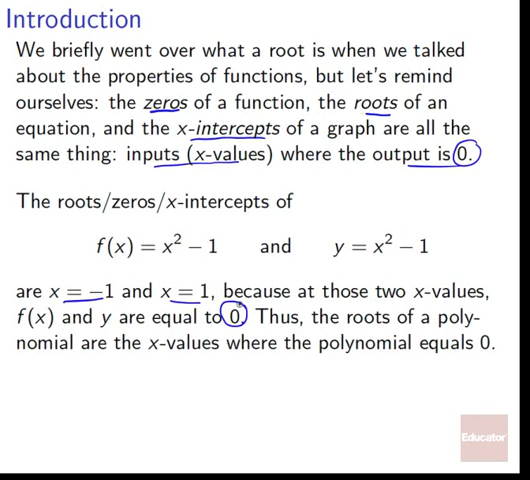 Introduction
We briefly went over what a root is when we talked
about the properties of functions, but let's remind
ourselves: the zeros of a function, the roots of an
equation, and the x-intercepts of a graph are all the
same thing: inputs (x-values) where the output is 0.
The roots/zeros/x-intercepts of
f(x) = x² − 1 and y = x² − 1
are x = −1 and x = 1, because at those two x-values,
f(x) and y are equal to 0. Thus, the roots of a poly-
nomial are the x-values where the polynomial equals 0.
Educator